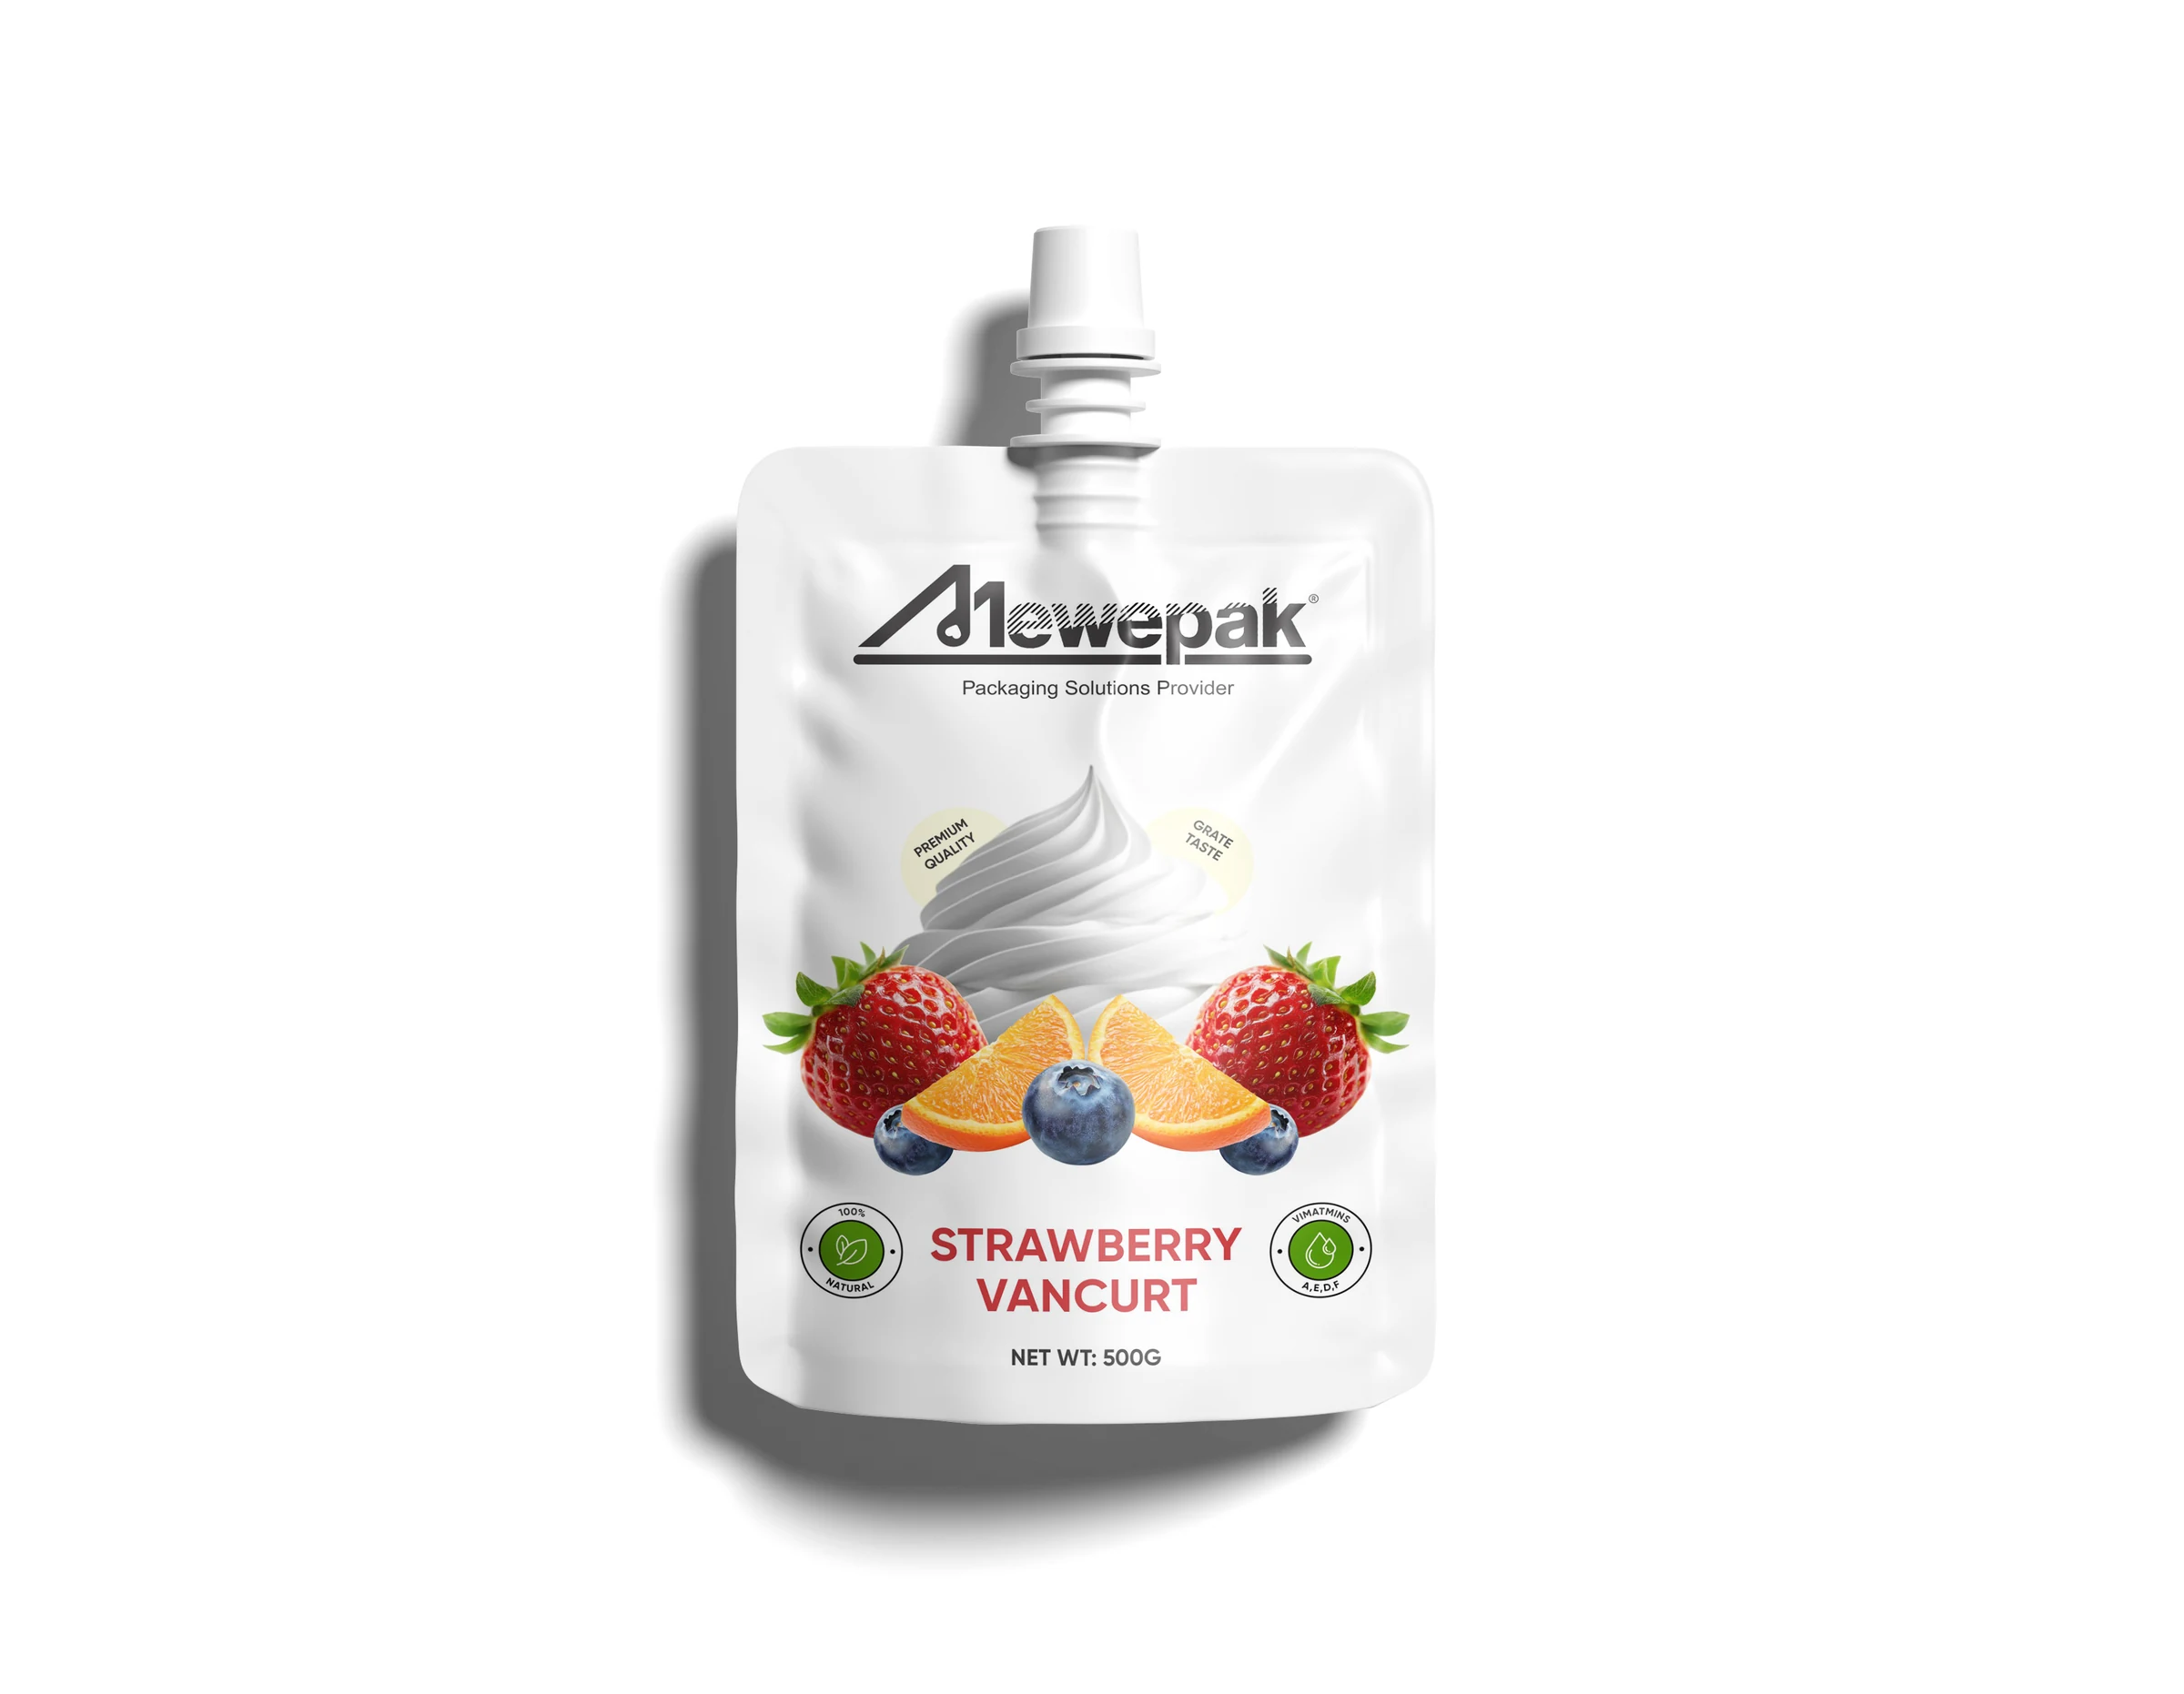 Mewepak®
Packaging Solutions Provider
PREMIUM
QUALITY
GRATE
TASTE
100%
NATURAL
STRAWBERRY
VANCURT
VIMATMINS
A,E,D,F
NET WT: 500G